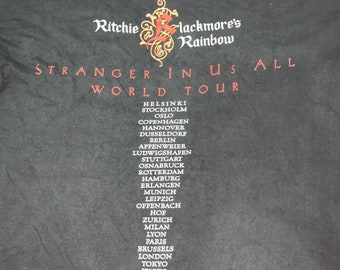 Ritchie Blackmore's
Rainbow
STRANGER IN US ALL
WORLD TOUR
HELSINKI
STOCKHOLM
OSLO
COPENHAGEN
HANNOVER
DUSSELDORF
BERLIN
APPENWEIER
LUDWIGSHAFEN
STUTTGART
OSNABRUCK
ROTTERDAM
HAMBURG
ERLANGEN
MUNICH
LEIPZIG
OFFENBACH
HOF
ZURICH
MILAN
LYON
PARIS
BRUSSELS
LONDON
TOKYO